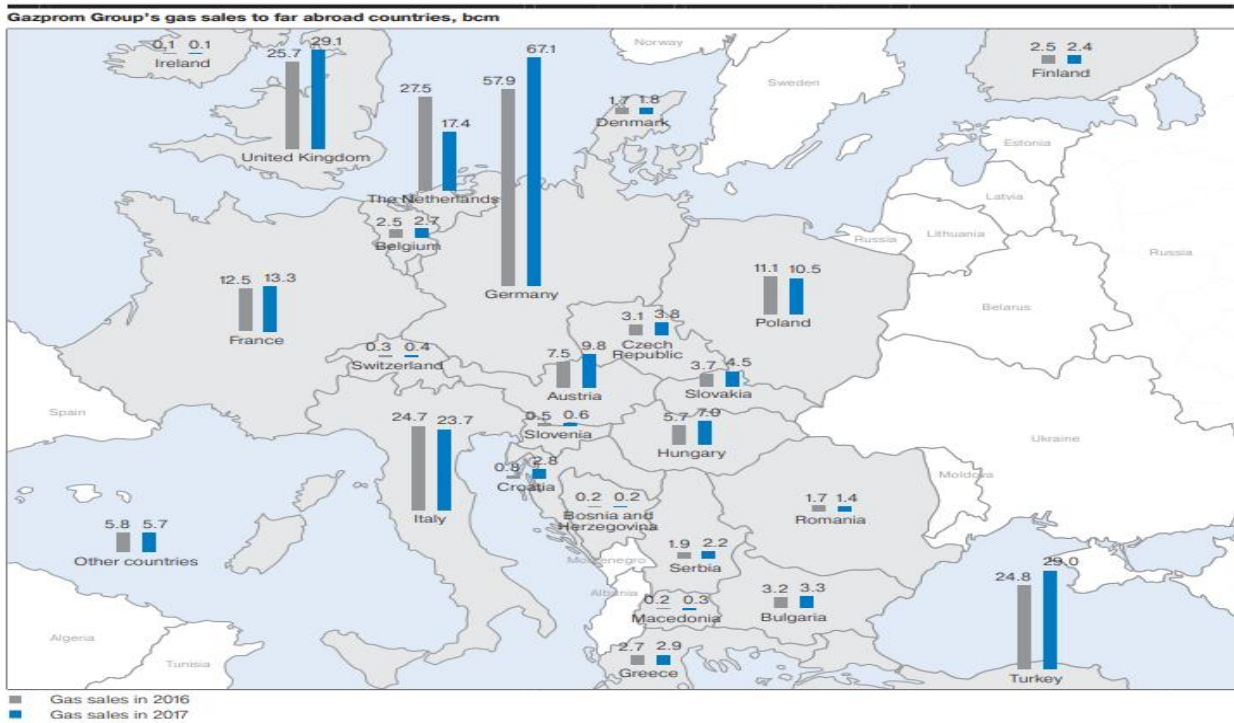 Gazprom Group's gas sales to far abroad countries, bcm
0.1 0.1
Ireland
25.7 29.1
United Kingdom
27.5 17.4
The Netherlands
57.9 67.1
Germany
1.7 1.8
Denmark
Norway
Sweden
2.5 2.4
Finland
Estonia
Latvia
Lithuania
Russia
Russia
Belarus
2.5 2.7
Belgium
12.5 13.3
France
11.1 10.5
Poland
3.1 3.8
Czech
Republic
0.3 0.4
Switzerland
7.5 9.8
Austria
3.7 4.5
Slovakia
Spain
24.7 23.7
Italy
0.5 0.6
Slovenia
5.7 7.0
Hungary
Ukraine
Moldova
0.8 2.8
Croatia
0.2 0.2
Bosnia and
Herzegovina
1.7 1.4
Romania
5.8 5.7
Other countries
Montenegro
1.9 2.2
Serbia
Albania
0.2 0.3
Macedonia
3.2 3.3
Bulgaria
24.8 29.0
Turkey
Algeria
Tunisia
2.7 2.9
Greece
Gas sales in 2016
Gas sales in 2017